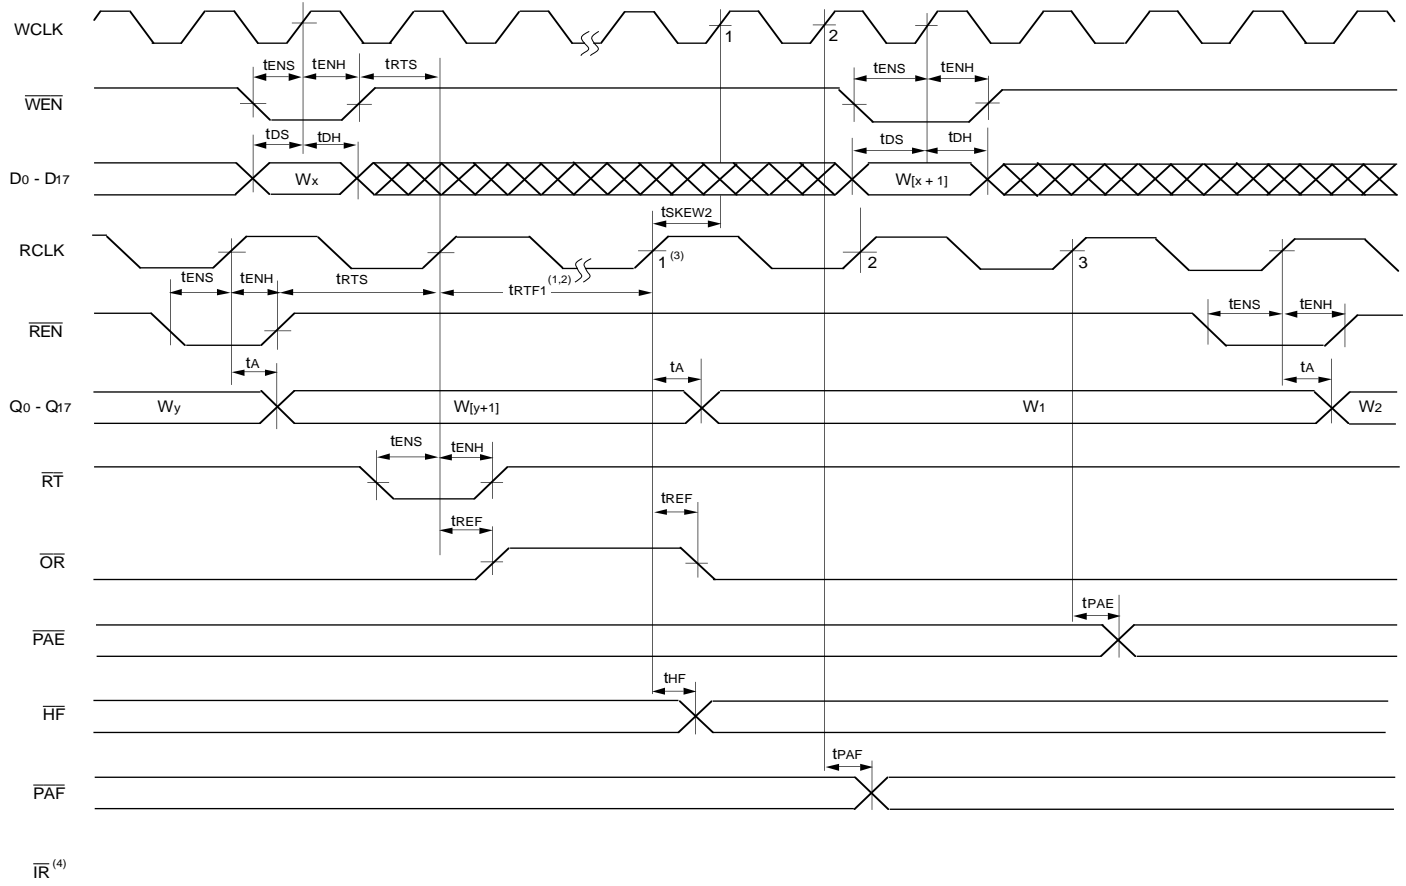 WCLK
1 2
tENS tENH tRTS tENS tENH
WEN
tDS tDH tDS tDH
D0 - D17 Wx W[x + 1]
tSKEW2
RCLK 1 (3) 2 3
tENS tENH tRTS tRTF1 (1,2)
tENS tENH
REN
tA tA tA
Q0 - Q17 Wy W[y+1] W1 W2
tENS tENH
RT
tREF tREF
OR
tPAE
PAE
tHF
HF
tPAF
PAF
IR (4)